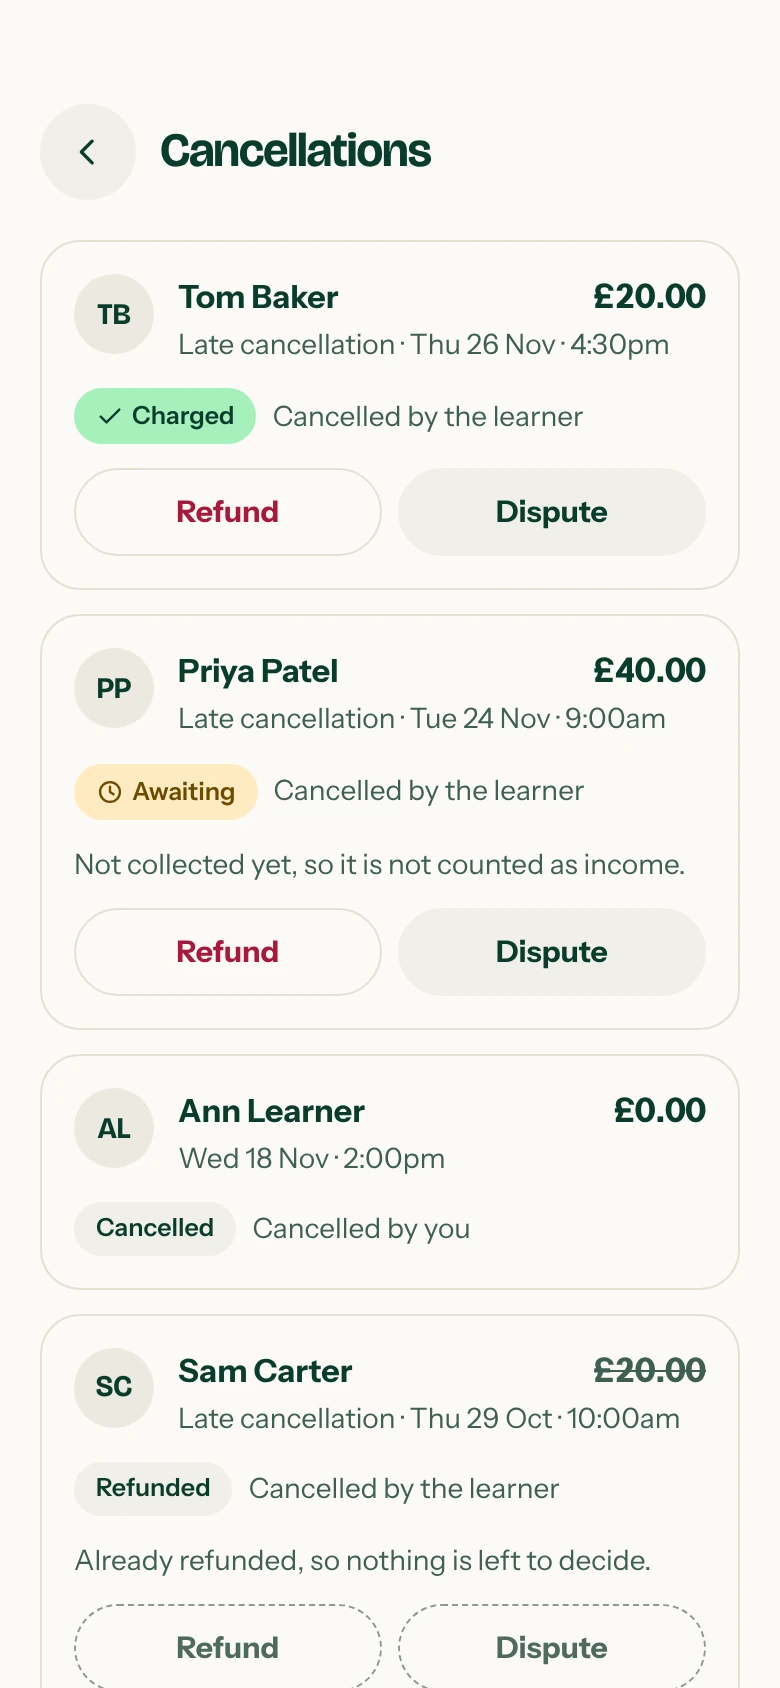 Cancellations
TB
Tom Baker
£20.00
Late cancellation · Thu 26 Nov · 4:30pm
Charged
Cancelled by the learner
Refund
Dispute
PP
Priya Patel
£40.00
Late cancellation · Tue 24 Nov · 9:00am
Awaiting
Cancelled by the learner
Not collected yet, so it is not counted as income.
Refund
Dispute
AL
Ann Learner
£0.00
Wed 18 Nov · 2:00pm
Cancelled
Cancelled by you
SC
Sam Carter
£20.00
Late cancellation · Thu 29 Oct · 10:00am
Refunded
Cancelled by the learner
Already refunded, so nothing is left to decide.
Refund
Dispute